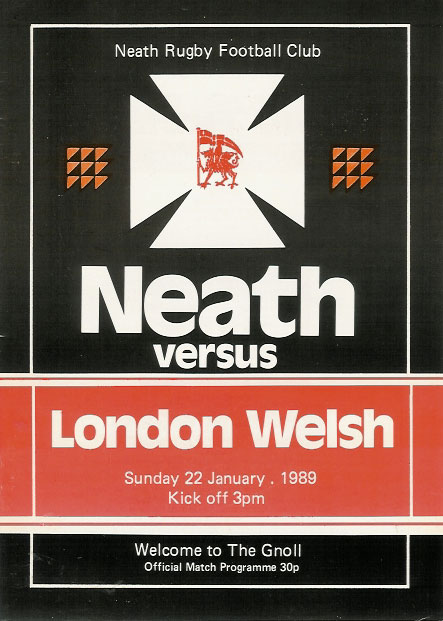 Neath Rugby Football Club
Neath
versus
London Welsh
Sunday 22 January . 1989
Kick off 3pm
Welcome to The Gnoll
Official Match Programme 30p